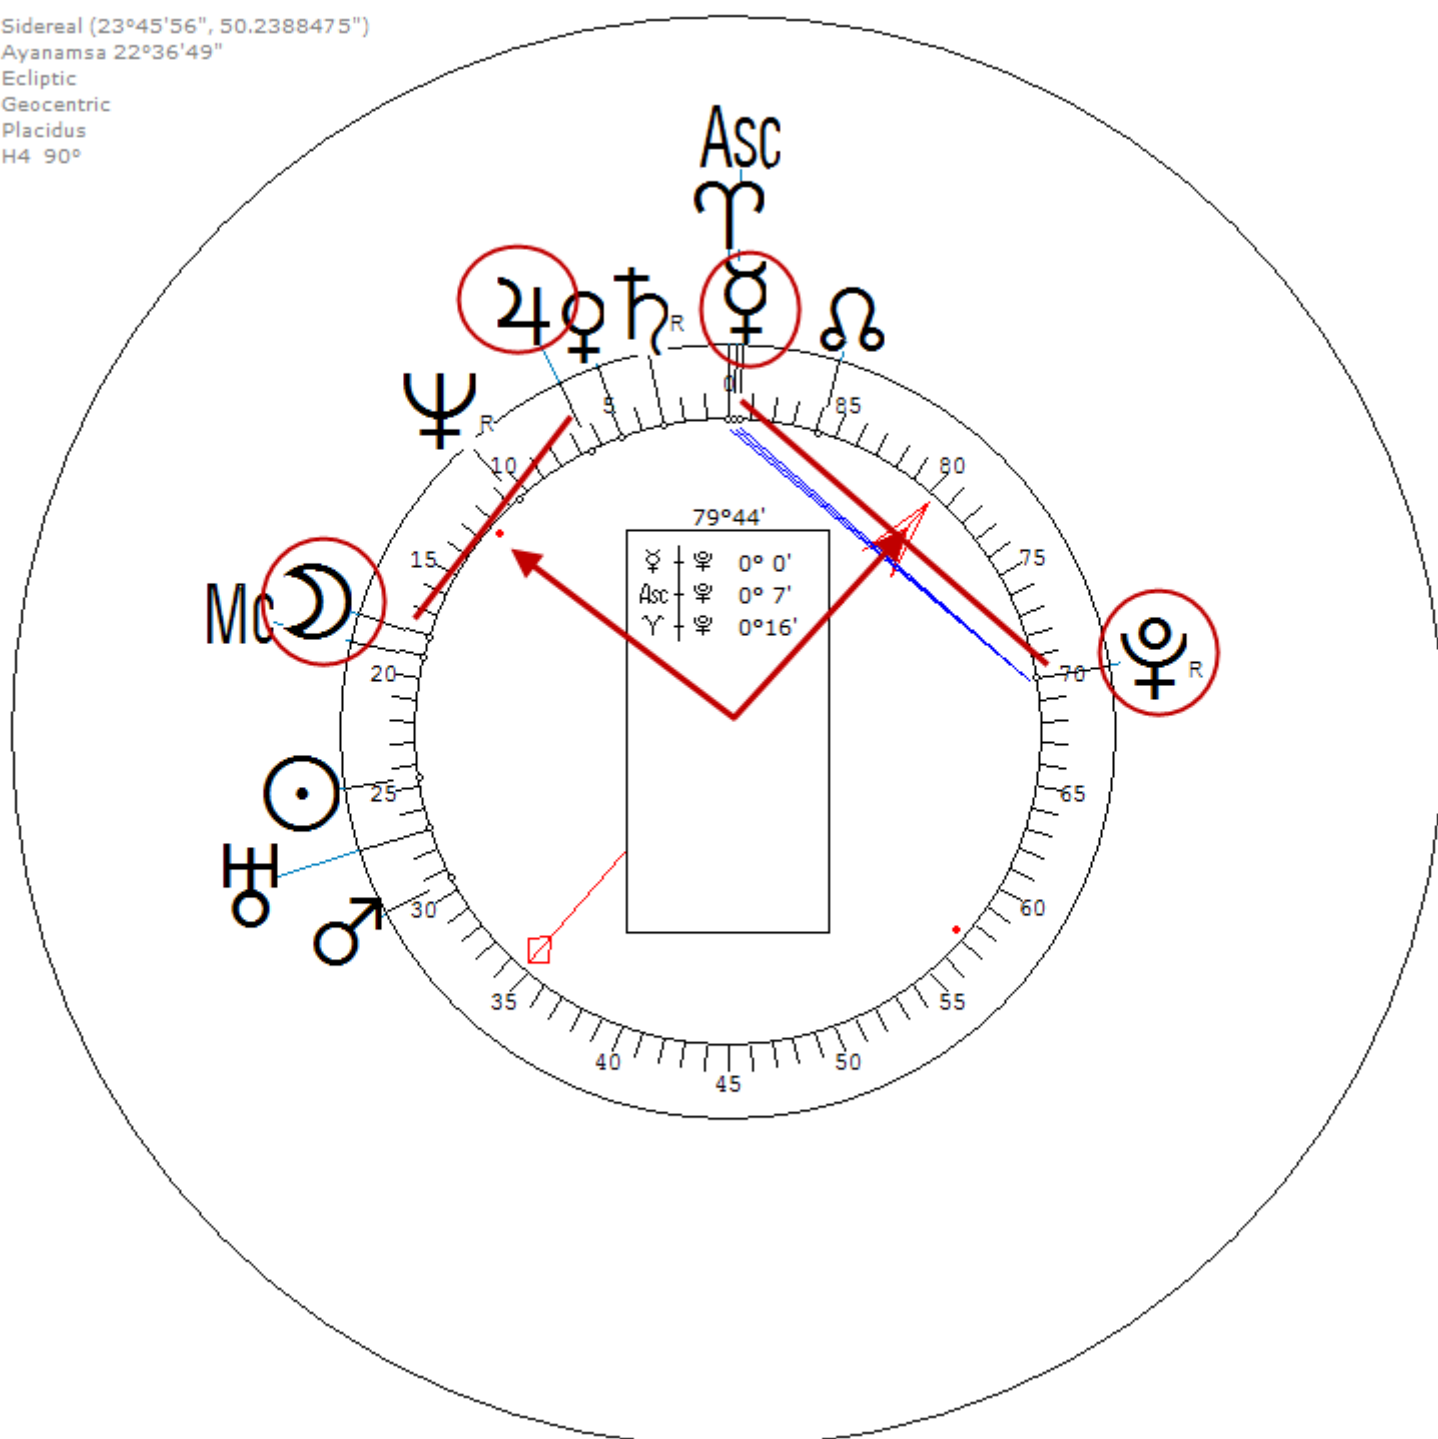 Sidereal (23°45'56", 50.2388475")
Ayanamsa 22°36'49"
Ecliptic
Geocentric
Placidus
H4 90°
Asc
♈
♃ ♀ ♄ R ☿ ☊
♆ R
0
5
85
10
80
79°44'
☿ ┼ ♇ 0° 0'
Asc ┼ ♇ 0° 7'
♈ ┼ ♇ 0°16'
15
75
Mc ☽
♇ R
20
70
☉
25
65
♅
♂
30
60
35
55
40
50
45